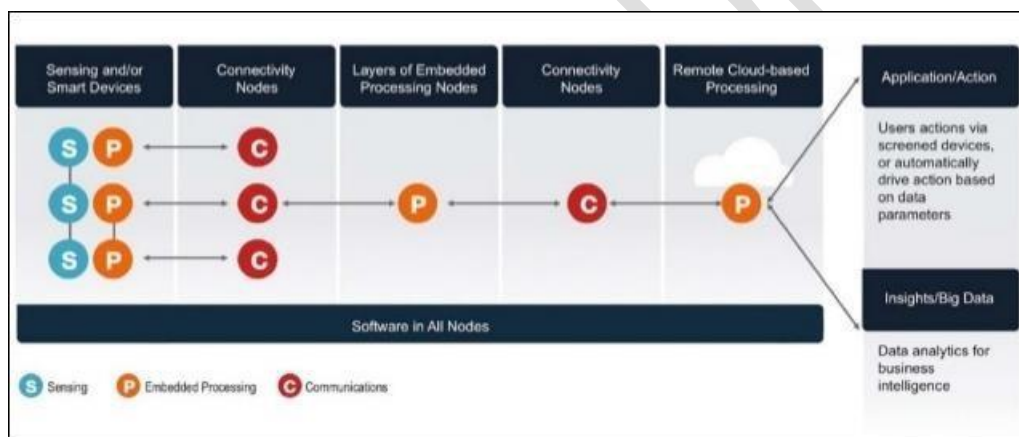 Sensing and/or
Smart Devices
Connectivity
Nodes
Layers of Embedded
Processing Nodes
Connectivity
Nodes
Remote Cloud-based
Processing
Application/Action
S P C
S P C P C P
S P C
Users actions via
screened devices,
or automatically
drive action based
on data
parameters
Insights/Big Data
Data analytics for
business
intelligence
Software in All Nodes
S Sensing
P Embedded Processing
C Communications